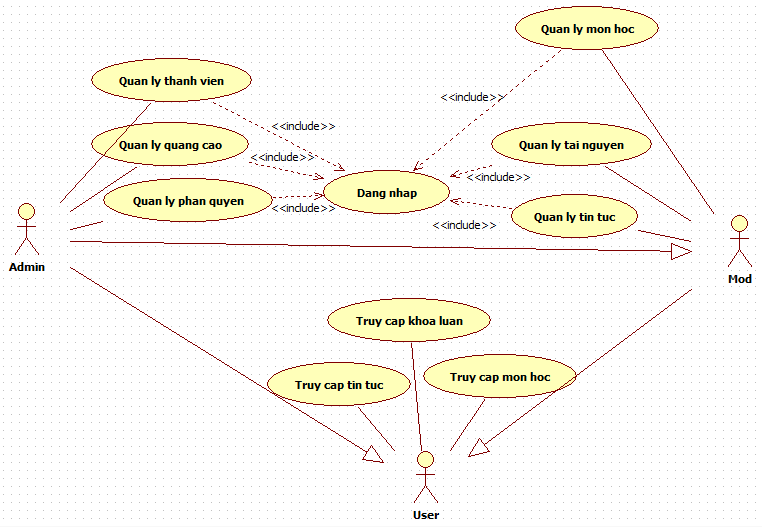 Quan ly mon hoc
Quan ly thanh vien
<<include>>
<<include>>
Quan ly quang cao
<<include>>
Quan ly tai nguyen
<<include>>
Dang nhap
Quan ly phan quyen
<<include>>
Quan ly tin tuc
<<include>>
Admin
Mod
Truy cap khoa luan
Truy cap tin tuc
Truy cap mon hoc
User